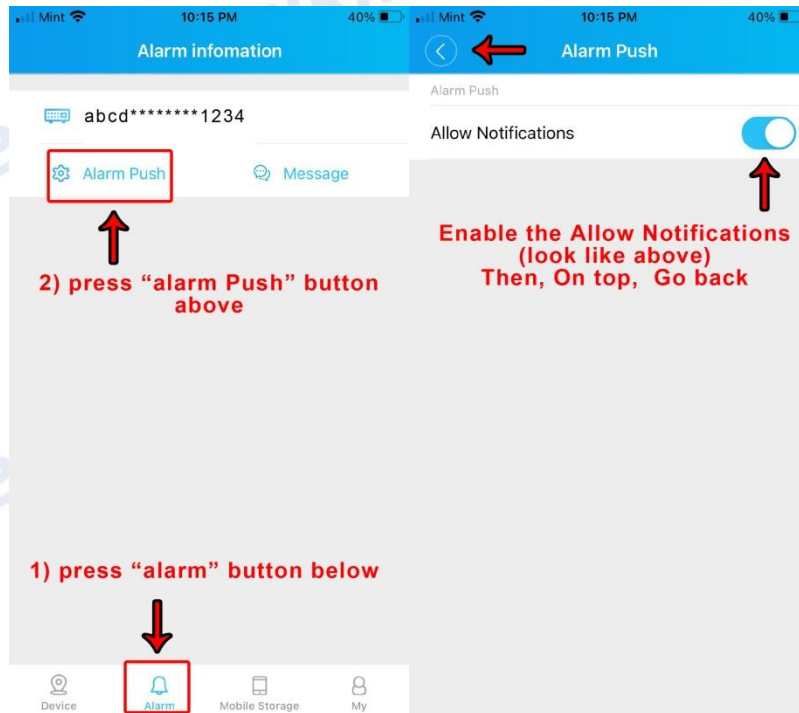 Mint 10:15 PM 40%
Alarm infomation
abcd********1234
Alarm Push Message
2) press “alarm Push” button
above
1) press “alarm” button below
Device Alarm Mobile Storage My
Mint 10:15 PM 40%
Alarm Push
Alarm Push
Allow Notifications
Enable the Allow Notifications
(look like above)
Then, On top, Go back